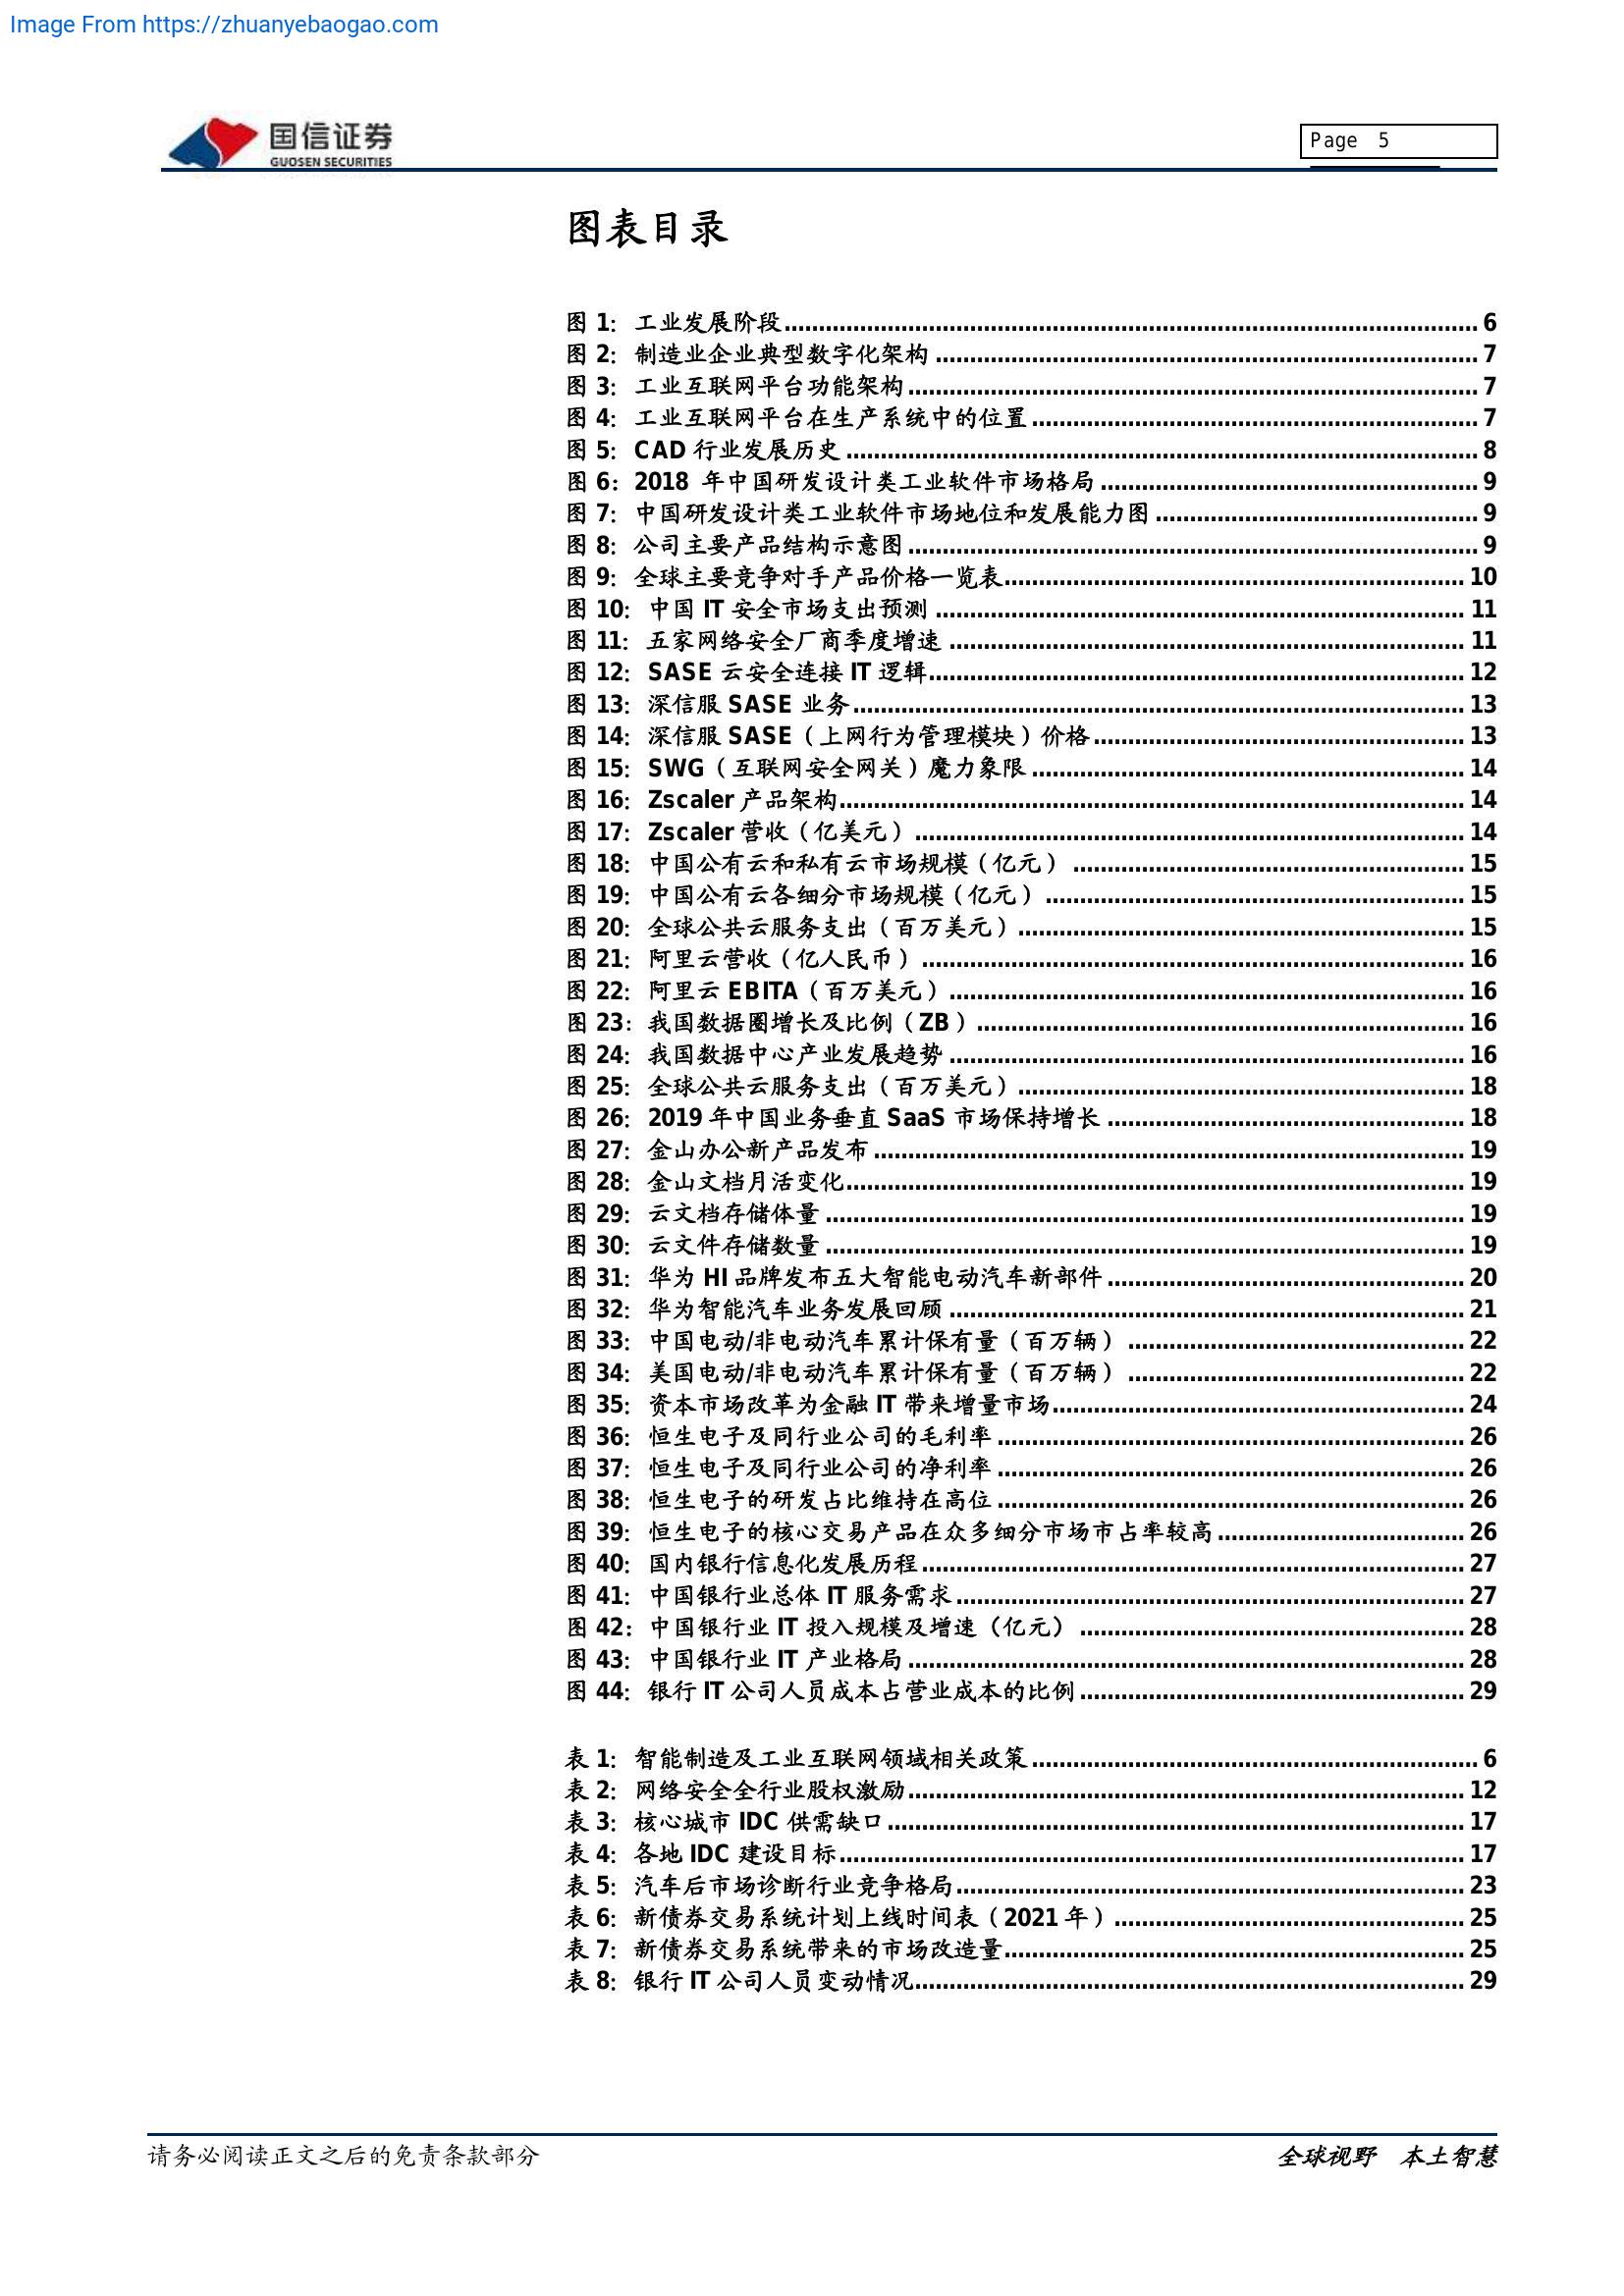 Image From https://zhuanyebaogao.com
国信证券
GUOSEN SECURITIES
Page 5
图表目录
图 1: 工业发展阶段 6
图 2: 制造业企业典型数字化架构 7
图 3: 工业互联网平台功能架构 7
图 4: 工业互联网平台在生产系统中的位置 7
图 5: CAD 行业发展历史 8
图 6: 2018 年中国研发设计类工业软件市场格局 9
图 7: 中国研发设计类工业软件市场地位和发展能力图 9
图 8: 公司主要产品结构示意图 9
图 9: 全球主要竞争对手产品价格一览表 10
图 10: 中国 IT 安全市场支出预测 11
图 11: 五家网络安全厂商季度增速 11
图 12: SASE 云安全连接 IT 逻辑 12
图 13: 深信服 SASE 业务 13
图 14: 深信服 SASE（上网行为管理模块）价格 13
图 15: SWG（互联网安全网关）魔力象限 14
图 16: Zscaler 产品架构 14
图 17: Zscaler 营收（亿美元） 14
图 18: 中国公有云和私有云市场规模（亿元） 15
图 19: 中国公有云各细分市场规模（亿元） 15
图 20: 全球公共云服务支出（百万美元） 15
图 21: 阿里云营收（亿人民币） 16
图 22: 阿里云 EBITA（百万美元） 16
图 23: 我国数据圈增长及比例（ZB） 16
图 24: 我国数据中心产业发展趋势 16
图 25: 全球公共云服务支出（百万美元） 18
图 26: 2019 年中国业务垂直 SaaS 市场保持增长 18
图 27: 金山办公新产品发布 19
图 28: 金山文档月活变化 19
图 29: 云文档存储体量 19
图 30: 云文件存储数量 19
图 31: 华为 HI 品牌发布五大智能电动汽车新部件 20
图 32: 华为智能汽车业务发展回顾 21
图 33: 中国电动/非电动汽车累计保有量（百万辆） 22
图 34: 美国电动/非电动汽车累计保有量（百万辆） 22
图 35: 资本市场改革为金融 IT 带来增量市场 24
图 36: 恒生电子及同行业公司的毛利率 26
图 37: 恒生电子及同行业公司的净利率 26
图 38: 恒生电子的研发占比维持在高位 26
图 39: 恒生电子的核心交易产品在众多细分市场市占率较高 26
图 40: 国内银行信息化发展历程 27
图 41: 中国银行业总体 IT 服务需求 27
图 42: 中国银行业 IT 投入规模及增速（亿元） 28
图 43: 中国银行业 IT 产业格局 28
图 44: 银行 IT 公司人员成本占营业成本的比例 29
表 1: 智能制造及工业互联网领域相关政策 6
表 2: 网络安全全行业股权激励 12
表 3: 核心城市 IDC 供需缺口 17
表 4: 各地 IDC 建设目标 17
表 5: 汽车后市场诊断行业竞争格局 23
表 6: 新债券交易系统计划上线时间表（2021 年） 25
表 7: 新债券交易系统带来的市场改造量 25
表 8: 银行 IT 公司人员变动情况 29
请务必阅读正文之后的免责条款部分
全球视野 本土智慧